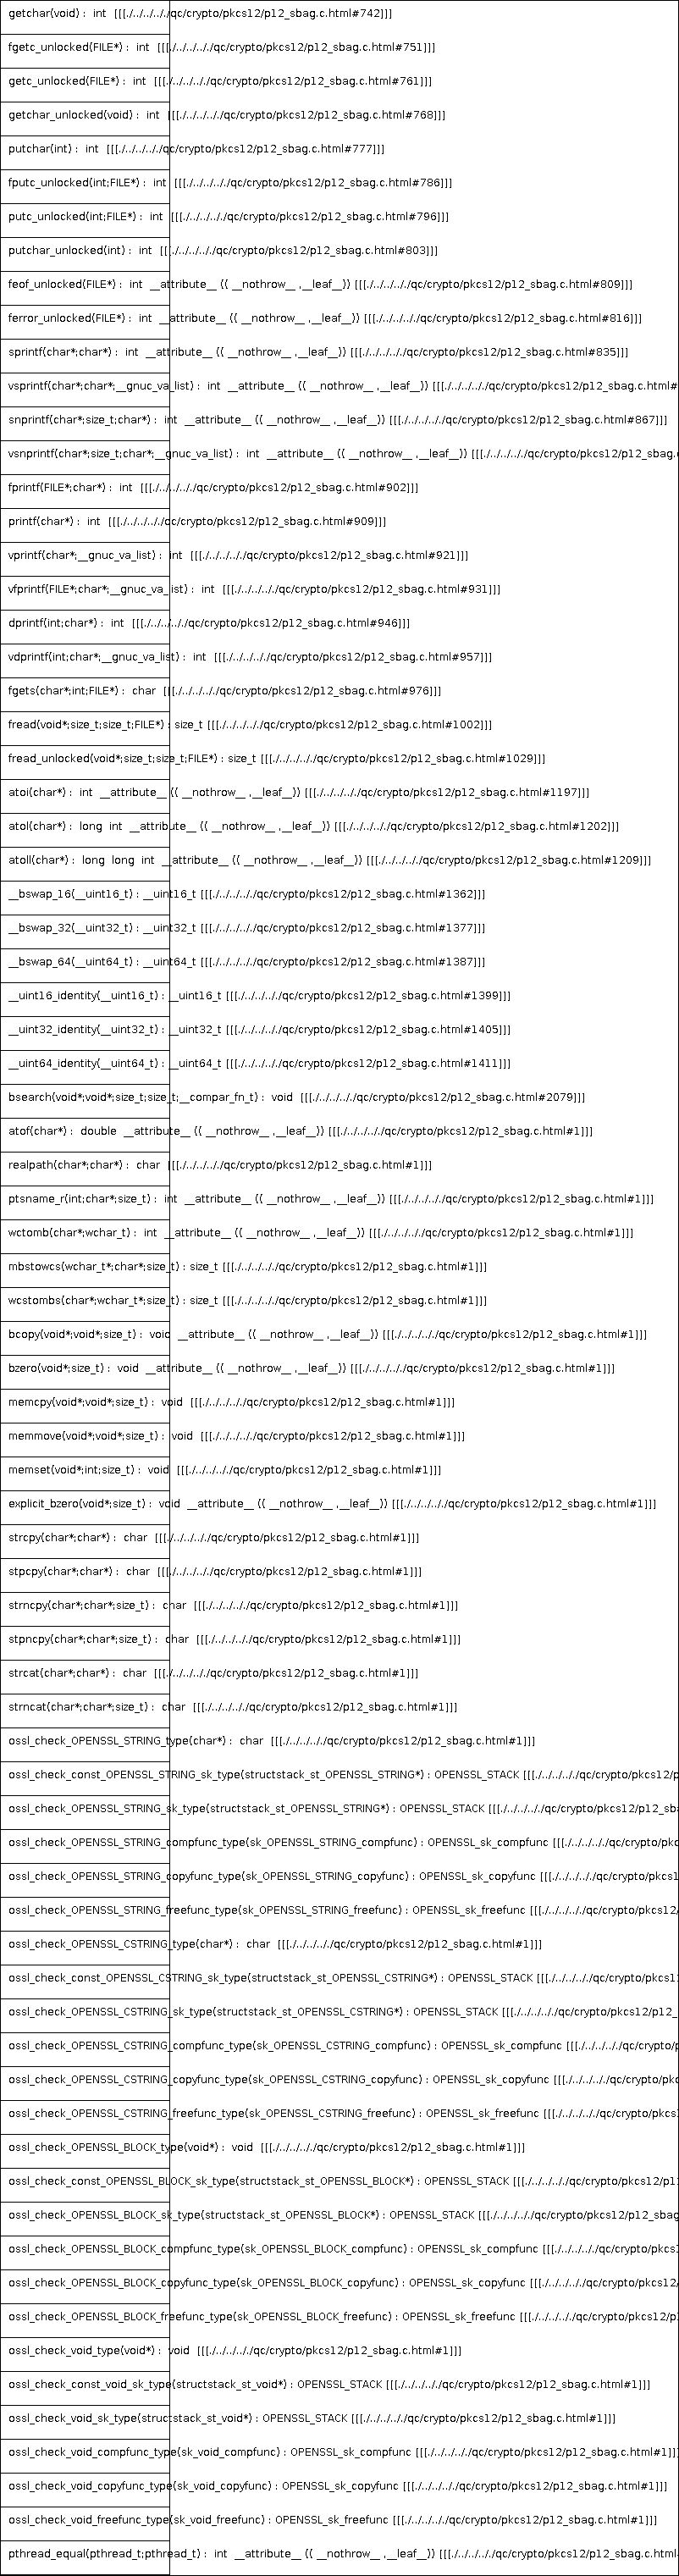 getchar(void) : int [[[./../../../qc/crypto/pkcs12/p12_sbag.c.html#742]]]
fgetc_unlocked(FILE*) : int [[[./../../../qc/crypto/pkcs12/p12_sbag.c.html#751]]]
getc_unlocked(FILE*) : int [[[./../../../qc/crypto/pkcs12/p12_sbag.c.html#761]]]
getchar_unlocked(void) : int [[[./../../../qc/crypto/pkcs12/p12_sbag.c.html#768]]]
putchar(int) : int [[[./../../../qc/crypto/pkcs12/p12_sbag.c.html#777]]]
fputc_unlocked(int;FILE*) : int [[[./../../../qc/crypto/pkcs12/p12_sbag.c.html#786]]]
putc_unlocked(int;FILE*) : int [[[./../../../qc/crypto/pkcs12/p12_sbag.c.html#796]]]
putchar_unlocked(int) : int [[[./../../../qc/crypto/pkcs12/p12_sbag.c.html#803]]]
feof_unlocked(FILE*) : int __attribute__ (( __nothrow__ ,__leaf__)) [[[./../../../qc/crypto/pkcs12/p12_sbag.c.html#809]]]
ferror_unlocked(FILE*) : int __attribute__ (( __nothrow__ ,__leaf__)) [[[./../../../qc/crypto/pkcs12/p12_sbag.c.html#816]]]
sprintf(char*;char*) : int __attribute__ (( __nothrow__ ,__leaf__)) [[[./../../../qc/crypto/pkcs12/p12_sbag.c.html#835]]]
vsprintf(char*;char*;__gnuc_va_list) : int __attribute__ (( __nothrow__ ,__leaf__)) [[[./../../../qc/crypto/pkcs12/p12_sbag.c.html#
snprintf(char*;size_t;char*) : int __attribute__ (( __nothrow__ ,__leaf__)) [[[./../../../qc/crypto/pkcs12/p12_sbag.c.html#867]]]
vsnprintf(char*;size_t;char*;__gnuc_va_list) : int __attribute__ (( __nothrow__ ,__leaf__)) [[[./../../../qc/crypto/pkcs12/p12_sbag.
fprintf(FILE*;char*) : int [[[./../../../qc/crypto/pkcs12/p12_sbag.c.html#902]]]
printf(char*) : int [[[./../../../qc/crypto/pkcs12/p12_sbag.c.html#909]]]
vprintf(char*;__gnuc_va_list) : int [[[./../../../qc/crypto/pkcs12/p12_sbag.c.html#921]]]
vfprintf(FILE*;char*;__gnuc_va_list) : int [[[./../../../qc/crypto/pkcs12/p12_sbag.c.html#931]]]
dprintf(int;char*) : int [[[./../../../qc/crypto/pkcs12/p12_sbag.c.html#946]]]
vdprintf(int;char*;__gnuc_va_list) : int [[[./../../../qc/crypto/pkcs12/p12_sbag.c.html#957]]]
fgets(char*;int;FILE*) : char [[[./../../../qc/crypto/pkcs12/p12_sbag.c.html#976]]]
fread(void*;size_t;size_t;FILE*) : size_t [[[./../../../qc/crypto/pkcs12/p12_sbag.c.html#1002]]]
fread_unlocked(void*;size_t;size_t;FILE*) : size_t [[[./../../../qc/crypto/pkcs12/p12_sbag.c.html#1029]]]
atoi(char*) : int __attribute__ (( __nothrow__ ,__leaf__)) [[[./../../../qc/crypto/pkcs12/p12_sbag.c.html#1197]]]
atol(char*) : long int __attribute__ (( __nothrow__ ,__leaf__)) [[[./../../../qc/crypto/pkcs12/p12_sbag.c.html#1202]]]
atoll(char*) : long long int __attribute__ (( __nothrow__ ,__leaf__)) [[[./../../../qc/crypto/pkcs12/p12_sbag.c.html#1209]]]
__bswap_16(__uint16_t) : __uint16_t [[[./../../../qc/crypto/pkcs12/p12_sbag.c.html#1362]]]
__bswap_32(__uint32_t) : __uint32_t [[[./../../../qc/crypto/pkcs12/p12_sbag.c.html#1377]]]
__bswap_64(__uint64_t) : __uint64_t [[[./../../../qc/crypto/pkcs12/p12_sbag.c.html#1387]]]
__uint16_identity(__uint16_t) : __uint16_t [[[./../../../qc/crypto/pkcs12/p12_sbag.c.html#1399]]]
__uint32_identity(__uint32_t) : __uint32_t [[[./../../../qc/crypto/pkcs12/p12_sbag.c.html#1405]]]
__uint64_identity(__uint64_t) : __uint64_t [[[./../../../qc/crypto/pkcs12/p12_sbag.c.html#1411]]]
bsearch(void*;void*;size_t;size_t;__compar_fn_t) : void [[[./../../../qc/crypto/pkcs12/p12_sbag.c.html#2079]]]
atof(char*) : double __attribute__ (( __nothrow__ ,__leaf__)) [[[./../../../qc/crypto/pkcs12/p12_sbag.c.html#1]]]
realpath(char*;char*) : char [[[./../../../qc/crypto/pkcs12/p12_sbag.c.html#1]]]
ptsname_r(int;char*;size_t) : int __attribute__ (( __nothrow__ ,__leaf__)) [[[./../../../qc/crypto/pkcs12/p12_sbag.c.html#1]]]
wctomb(char*;wchar_t) : int __attribute__ (( __nothrow__ ,__leaf__)) [[[./../../../qc/crypto/pkcs12/p12_sbag.c.html#1]]]
mbstowcs(wchar_t*;char*;size_t) : size_t [[[./../../../qc/crypto/pkcs12/p12_sbag.c.html#1]]]
wcstombs(char*;wchar_t*;size_t) : size_t [[[./../../../qc/crypto/pkcs12/p12_sbag.c.html#1]]]
bcopy(void*;void*;size_t) : void __attribute__ (( __nothrow__ ,__leaf__)) [[[./../../../qc/crypto/pkcs12/p12_sbag.c.html#1]]]
bzero(void*;size_t) : void __attribute__ (( __nothrow__ ,__leaf__)) [[[./../../../qc/crypto/pkcs12/p12_sbag.c.html#1]]]
memcpy(void*;void*;size_t) : void [[[./../../../qc/crypto/pkcs12/p12_sbag.c.html#1]]]
memmove(void*;void*;size_t) : void [[[./../../../qc/crypto/pkcs12/p12_sbag.c.html#1]]]
memset(void*;int;size_t) : void [[[./../../../qc/crypto/pkcs12/p12_sbag.c.html#1]]]
explicit_bzero(void*;size_t) : void __attribute__ (( __nothrow__ ,__leaf__)) [[[./../../../qc/crypto/pkcs12/p12_sbag.c.html#1]]]
strcpy(char*;char*) : char [[[./../../../qc/crypto/pkcs12/p12_sbag.c.html#1]]]
stpcpy(char*;char*) : char [[[./../../../qc/crypto/pkcs12/p12_sbag.c.html#1]]]
strncpy(char*;char*;size_t) : char [[[./../../../qc/crypto/pkcs12/p12_sbag.c.html#1]]]
stpncpy(char*;char*;size_t) : char [[[./../../../qc/crypto/pkcs12/p12_sbag.c.html#1]]]
strcat(char*;char*) : char [[[./../../../qc/crypto/pkcs12/p12_sbag.c.html#1]]]
strncat(char*;char*;size_t) : char [[[./../../../qc/crypto/pkcs12/p12_sbag.c.html#1]]]
ossl_check_OPENSSL_STRING_type(char*) : char [[[./../../../qc/crypto/pkcs12/p12_sbag.c.html#1]]]
ossl_check_const_OPENSSL_STRING_sk_type(structstack_st_OPENSSL_STRING*) : OPENSSL_STACK [[[./../../../qc/crypto/pkcs12/p
ossl_check_OPENSSL_STRING_sk_type(structstack_st_OPENSSL_STRING*) : OPENSSL_STACK [[[./../../../qc/crypto/pkcs12/p12_sba
ossl_check_OPENSSL_STRING_compfunc_type(sk_OPENSSL_STRING_compfunc) : OPENSSL_sk_compfunc [[[./../../../qc/crypto/pkc
ossl_check_OPENSSL_STRING_copyfunc_type(sk_OPENSSL_STRING_copyfunc) : OPENSSL_sk_copyfunc [[[./../../../qc/crypto/pkcs1
ossl_check_OPENSSL_STRING_freefunc_type(sk_OPENSSL_STRING_freefunc) : OPENSSL_sk_freefunc [[[./../../../qc/crypto/pkcs12/
ossl_check_OPENSSL_CSTRING_type(char*) : char [[[./../../../qc/crypto/pkcs12/p12_sbag.c.html#1]]]
ossl_check_const_OPENSSL_CSTRING_sk_type(structstack_st_OPENSSL_CSTRING*) : OPENSSL_STACK [[[./../../../qc/crypto/pkcs1
ossl_check_OPENSSL_CSTRING_sk_type(structstack_st_OPENSSL_CSTRING*) : OPENSSL_STACK [[[./../../../qc/crypto/pkcs12/p12_
ossl_check_OPENSSL_CSTRING_compfunc_type(sk_OPENSSL_CSTRING_compfunc) : OPENSSL_sk_compfunc [[[./../../../qc/crypto/p
ossl_check_OPENSSL_CSTRING_copyfunc_type(sk_OPENSSL_CSTRING_copyfunc) : OPENSSL_sk_copyfunc [[[./../../../qc/crypto/pkc
ossl_check_OPENSSL_CSTRING_freefunc_type(sk_OPENSSL_CSTRING_freefunc) : OPENSSL_sk_freefunc [[[./../../../qc/crypto/pkcs
ossl_check_OPENSSL_BLOCK_type(void*) : void [[[./../../../qc/crypto/pkcs12/p12_sbag.c.html#1]]]
ossl_check_const_OPENSSL_BLOCK_sk_type(structstack_st_OPENSSL_BLOCK*) : OPENSSL_STACK [[[./../../../qc/crypto/pkcs12/p1
ossl_check_OPENSSL_BLOCK_sk_type(structstack_st_OPENSSL_BLOCK*) : OPENSSL_STACK [[[./../../../qc/crypto/pkcs12/p12_sbag
ossl_check_OPENSSL_BLOCK_compfunc_type(sk_OPENSSL_BLOCK_compfunc) : OPENSSL_sk_compfunc [[[./../../../qc/crypto/pkcs1
ossl_check_OPENSSL_BLOCK_copyfunc_type(sk_OPENSSL_BLOCK_copyfunc) : OPENSSL_sk_copyfunc [[[./../../../qc/crypto/pkcs12/
ossl_check_OPENSSL_BLOCK_freefunc_type(sk_OPENSSL_BLOCK_freefunc) : OPENSSL_sk_freefunc [[[./../../../qc/crypto/pkcs12/p1
ossl_check_void_type(void*) : void [[[./../../../qc/crypto/pkcs12/p12_sbag.c.html#1]]]
ossl_check_const_void_sk_type(structstack_st_void*) : OPENSSL_STACK [[[./../../../qc/crypto/pkcs12/p12_sbag.c.html#1]]]
ossl_check_void_sk_type(structstack_st_void*) : OPENSSL_STACK [[[./../../../qc/crypto/pkcs12/p12_sbag.c.html#1]]]
ossl_check_void_compfunc_type(sk_void_compfunc) : OPENSSL_sk_compfunc [[[./../../../qc/crypto/pkcs12/p12_sbag.c.html#1]]]
ossl_check_void_copyfunc_type(sk_void_copyfunc) : OPENSSL_sk_copyfunc [[[./../../../qc/crypto/pkcs12/p12_sbag.c.html#1]]]
ossl_check_void_freefunc_type(sk_void_freefunc) : OPENSSL_sk_freefunc [[[./../../../qc/crypto/pkcs12/p12_sbag.c.html#1]]]
pthread_equal(pthread_t;pthread_t) : int __attribute__ (( __nothrow__ ,__leaf__)) [[[./../../../qc/crypto/pkcs12/p12_sbag.c.html